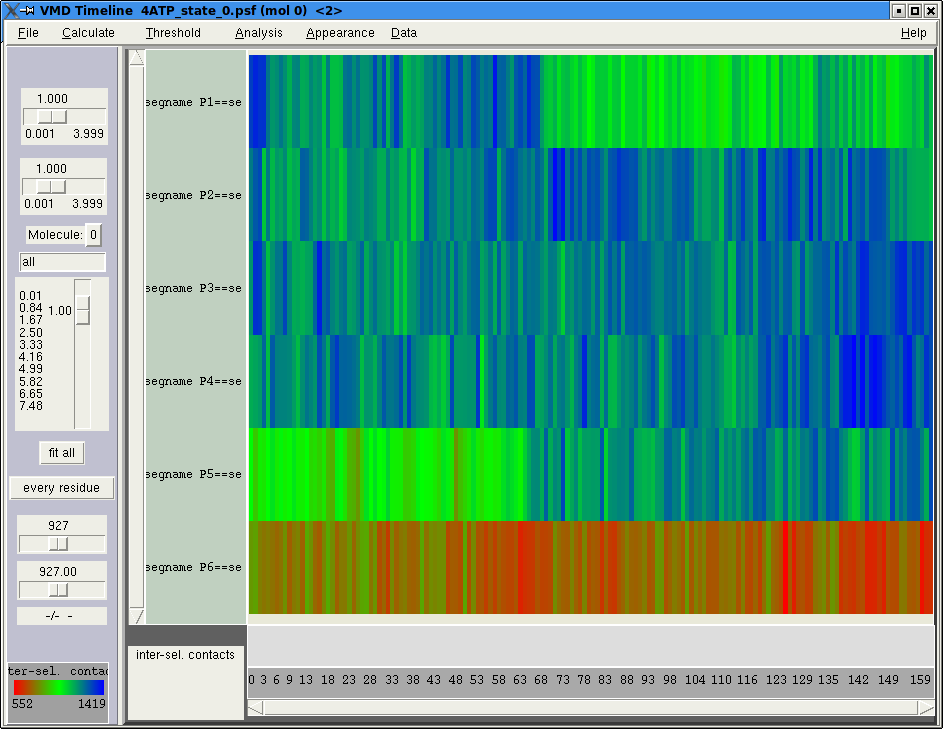 VMD Timeline 4ATP_state_0.psf (mol 0) <2>
File Calculate Threshold Analysis Appearance Data Help
1.000
0.001 3.999
1.000
0.001 3.999
Molecule: 0
all
0.01
0.84
1.67
2.50
3.33
4.16
4.99
5.82
6.65
7.48
1.00
fit all
every residue
927
927.00
-/- -
ter-sel. contac
552 1419
segname P1==se
segname P2==se
segname P3==se
segname P4==se
segname P5==se
segname P6==se
inter-sel. contacts
0 3 6 9 13 18 23 28 33 38 43 48 53 58 63 68 73 78 83 88 93 98 104 110 116 123 129 135 142 149 159